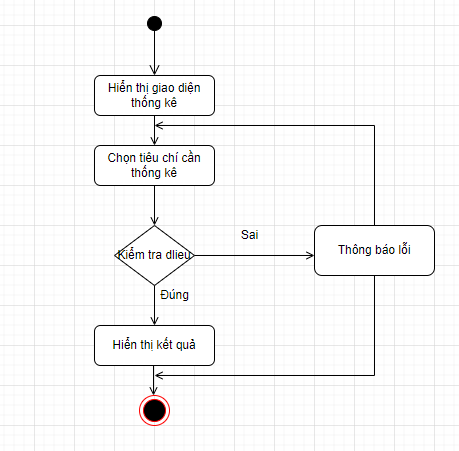 Hiển thị giao diện
thống kê
Chọn tiêu chí cần
thống kê
Sai
Kiểm tra dlieu
Thông báo lỗi
Đúng
Hiển thị kết quả